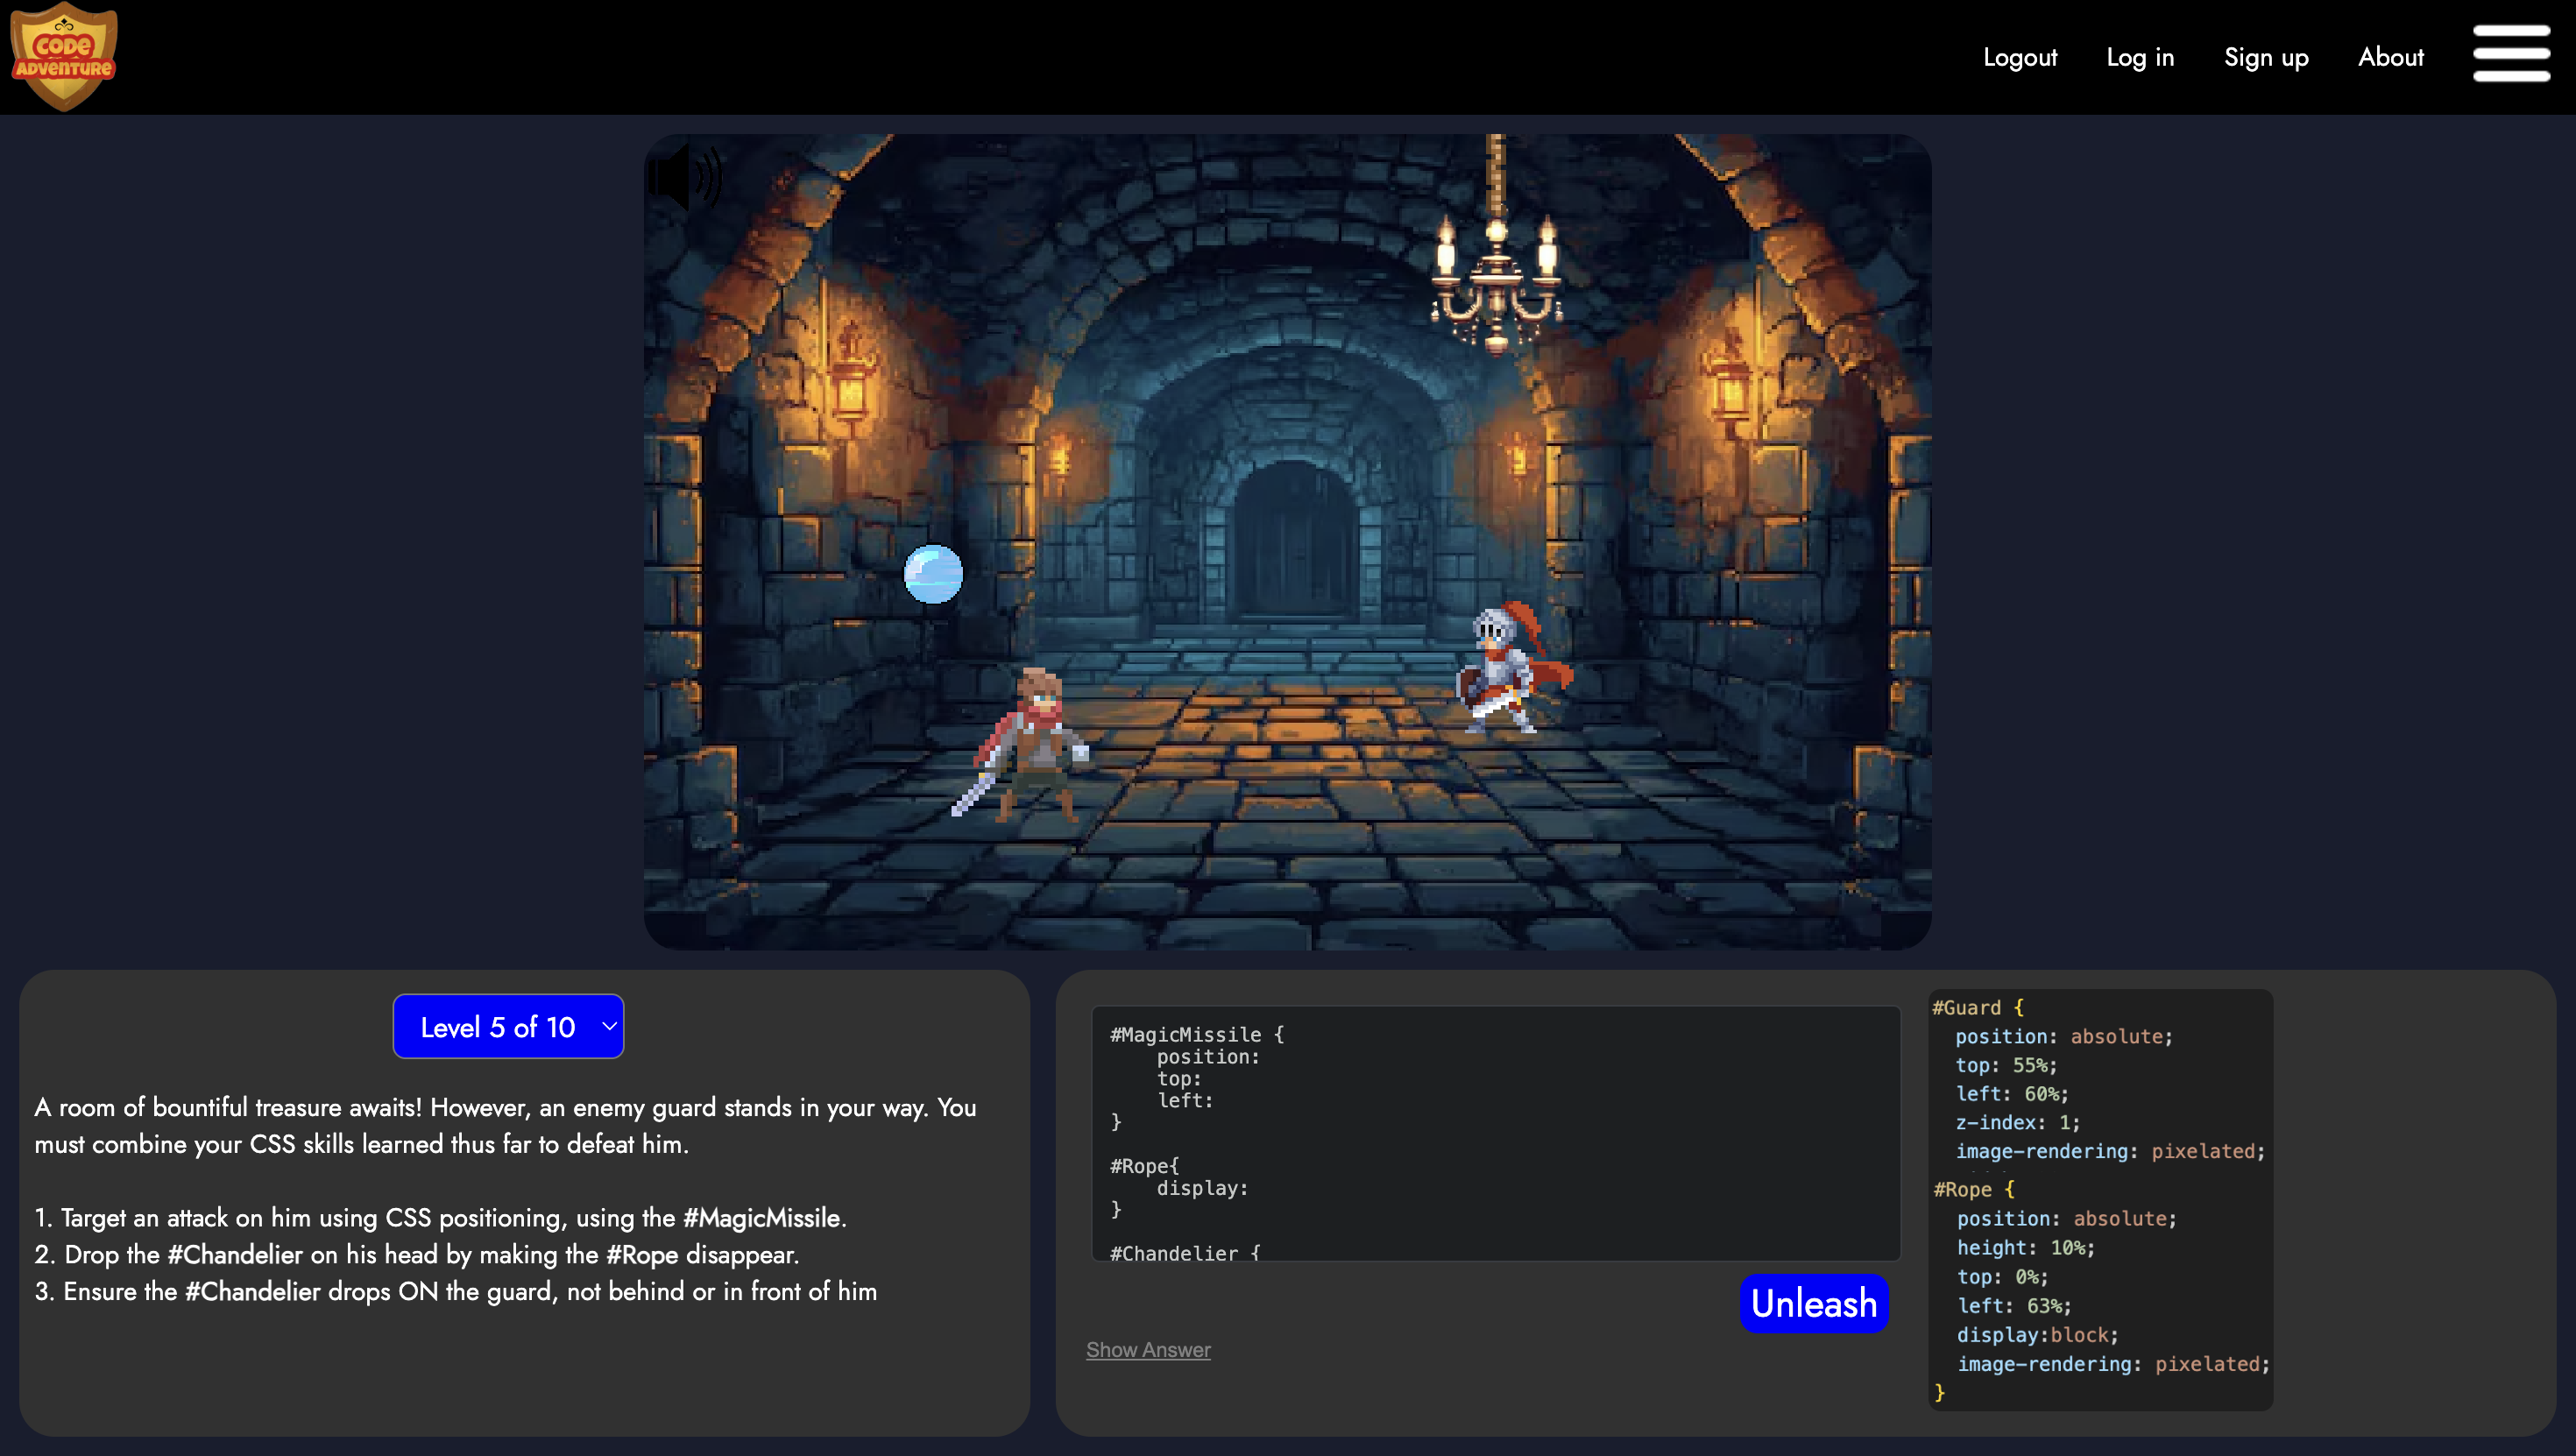 CODE
ADVENTURE
Logout Log in Sign up About
Level 5 of 10
A room of bountiful treasure awaits! However, an enemy guard stands in your way. You
must combine your CSS skills learned thus far to defeat him.
1. Target an attack on him using CSS positioning, using the #MagicMissile.
2. Drop the #Chandelier on his head by making the #Rope disappear.
3. Ensure the #Chandelier drops ON the guard, not behind or in front of him
#MagicMissile {
    position:
    top:
    left:
}
#Rope{
    display:
}
#Chandelier {
Unleash
Show Answer
#Guard {
  position: absolute;
  top: 55%;
  left: 60%;
  z-index: 1;
  image-rendering: pixelated;
#Rope {
  position: absolute;
  height: 10%;
  top: 0%;
  left: 63%;
  display:block;
  image-rendering: pixelated;
}